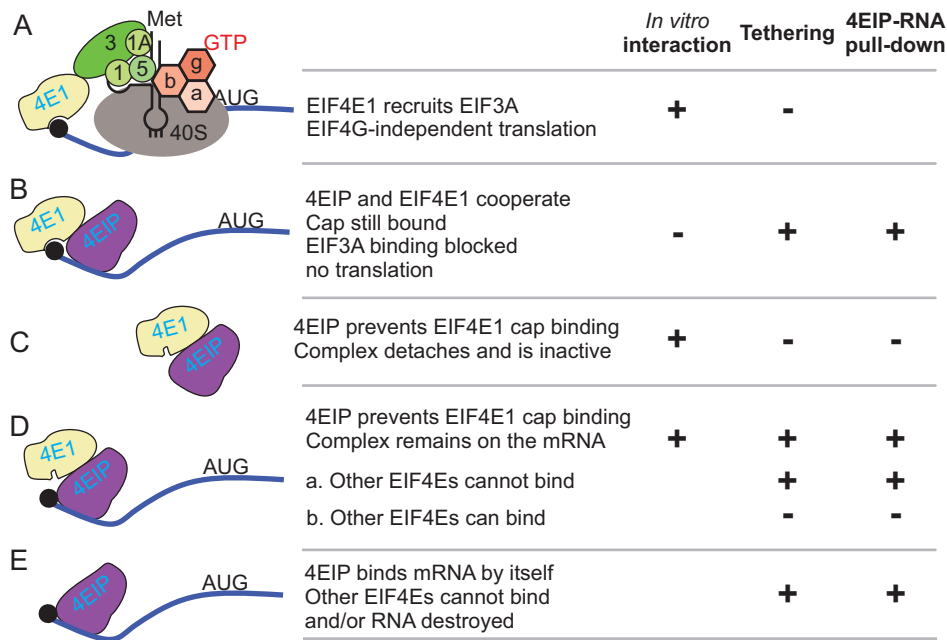 In vitro
interaction
Tethering
4EIP-RNA
pull-down
A
Met
3
1A
GTP
1
5
b
g
a
4E1
AUG
40S
EIF4E1 recruits EIF3A
EIF4G-independent translation
+
-
B
4E1
4EIP
AUG
4EIP and EIF4E1 cooperate
Cap still bound
EIF3A binding blocked
no translation
-
+
+
C
4E1
4EIP
4EIP prevents EIF4E1 cap binding
Complex detaches and is inactive
+
-
-
D
4E1
4EIP
AUG
4EIP prevents EIF4E1 cap binding
Complex remains on the mRNA
+
+
+
a. Other EIF4Es cannot bind
+
+
b. Other EIF4Es can bind
-
-
E
4EIP
AUG
4EIP binds mRNA by itself
Other EIF4Es cannot bind
and/or RNA destroyed
+
+